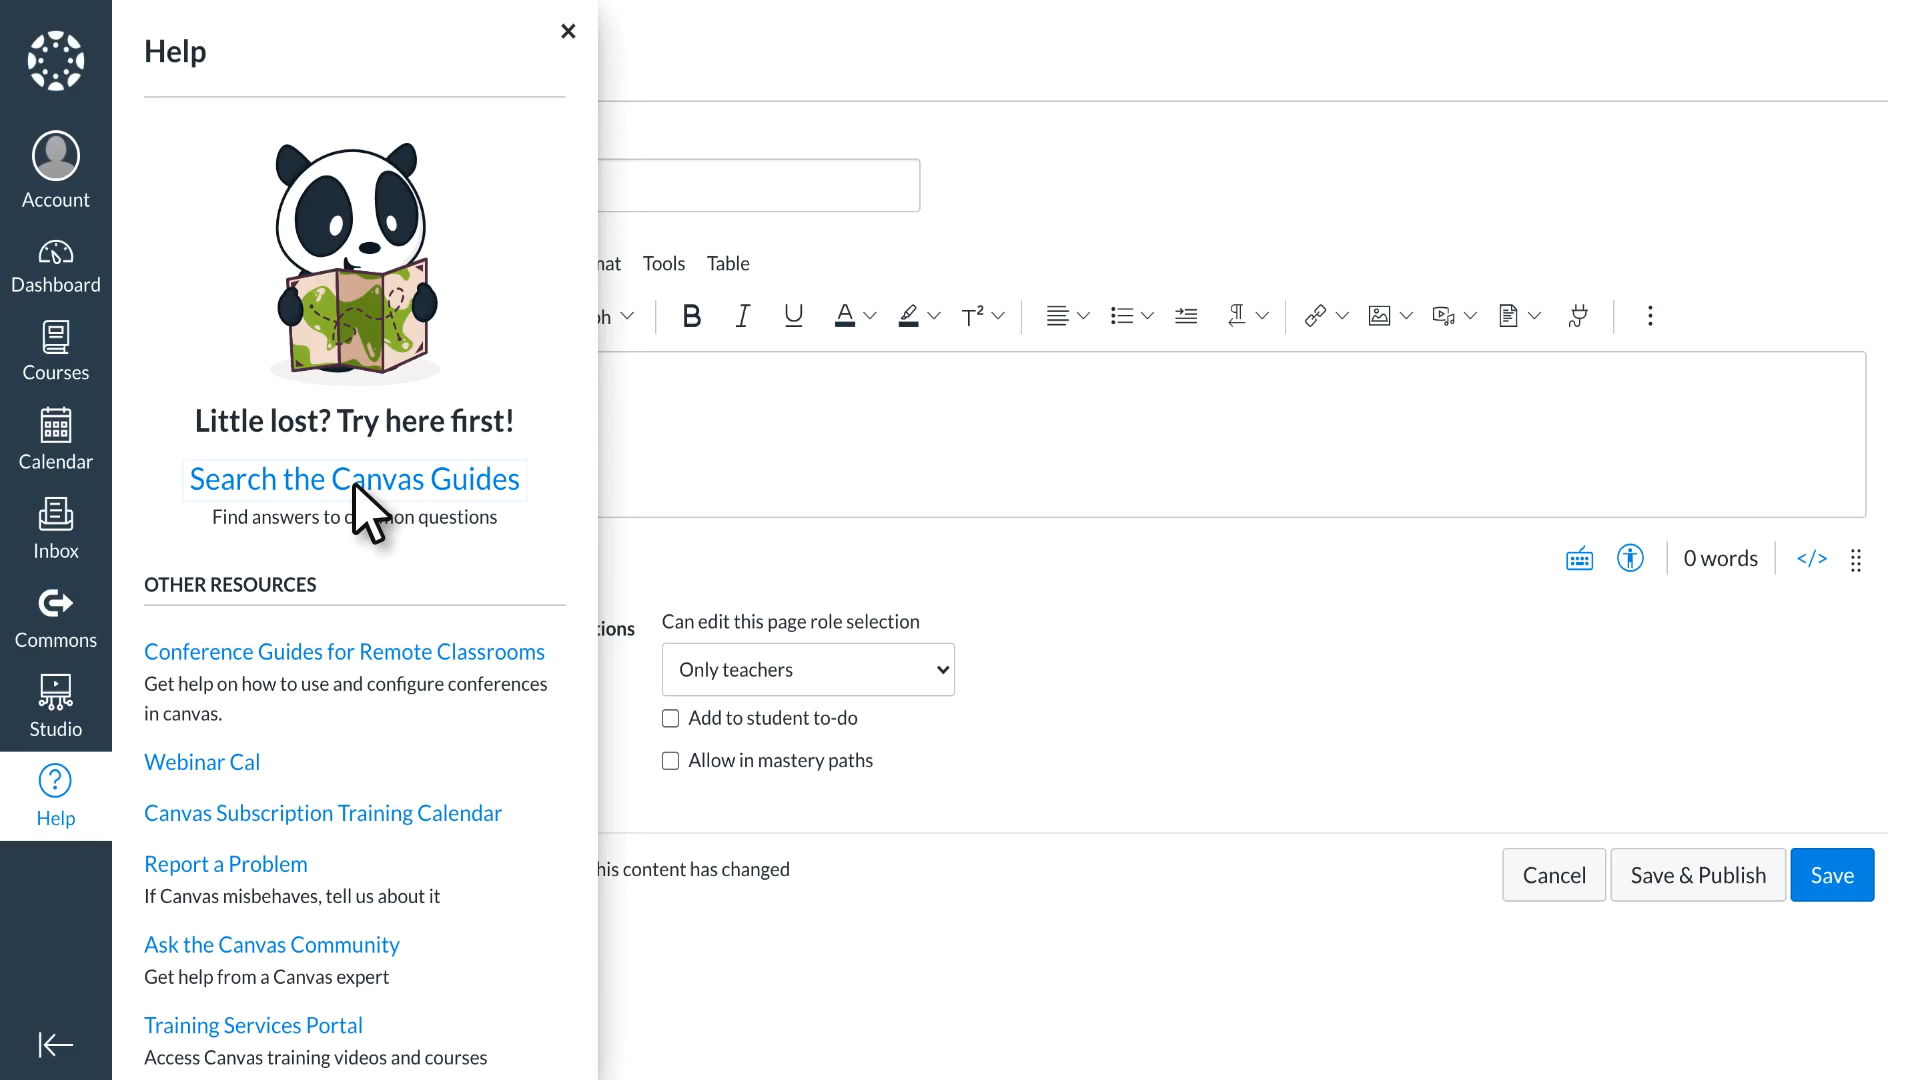 Account
Dashboard
Courses
Calendar
Inbox
Commons
Studio
Help
Help
Little lost? Try here first!
Search the Canvas Guides
Find answers to common questions
OTHER RESOURCES
Conference Guides for Remote Classrooms
Get help on how to use and configure conferences
in canvas.
Webinar Cal
Canvas Subscription Training Calendar
Report a Problem
If Canvas misbehaves, tell us about it
Ask the Canvas Community
Get help from a Canvas expert
Training Services Portal
Access Canvas training videos and courses
Tools Table
0 words </>
Can edit this page role selection
Only teachers
Add to student to-do
Allow in mastery paths
his content has changed
Cancel Save & Publish Save